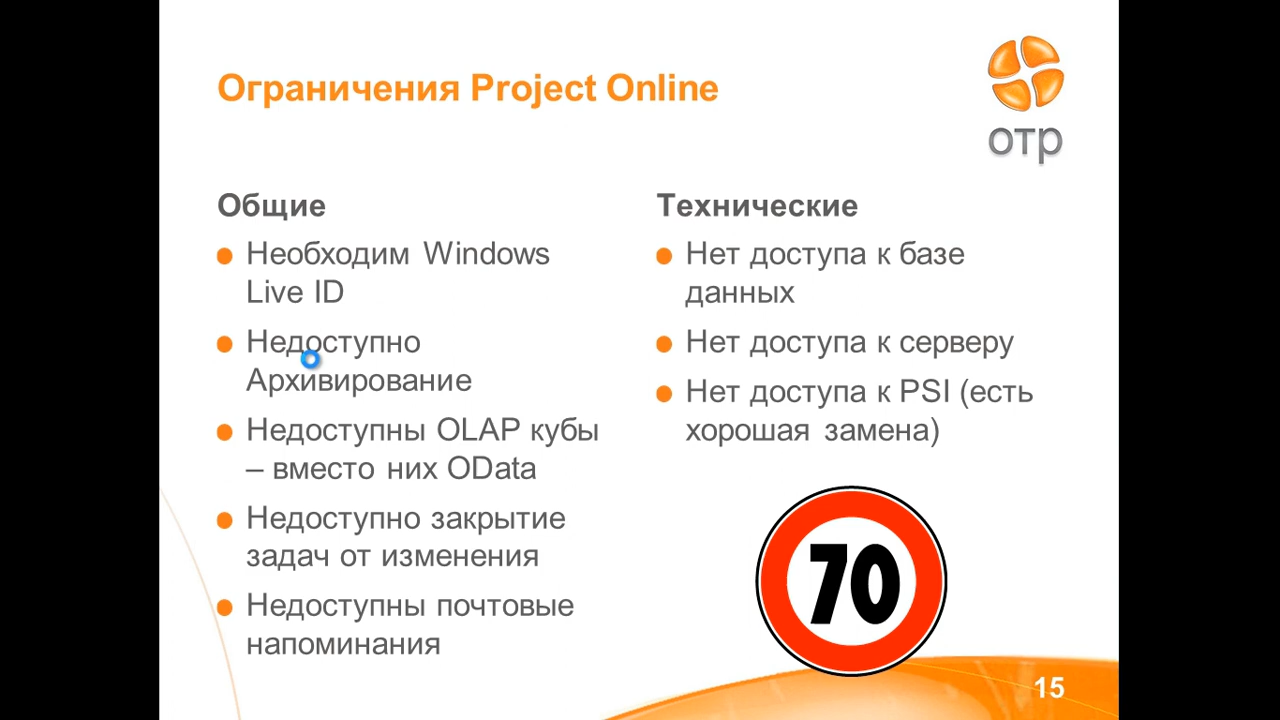 Ограничения Project Online
отр
Общие
Необходим Windows
Live ID
Недоступно
Архивирование
Недоступны OLAP кубы
– вместо них OData
Недоступно закрытие
задач от изменения
Недоступны почтовые
напоминания
Технические
Нет доступа к базе
данных
Нет доступа к серверу
Нет доступа к PSI (есть
хорошая замена)
70
15